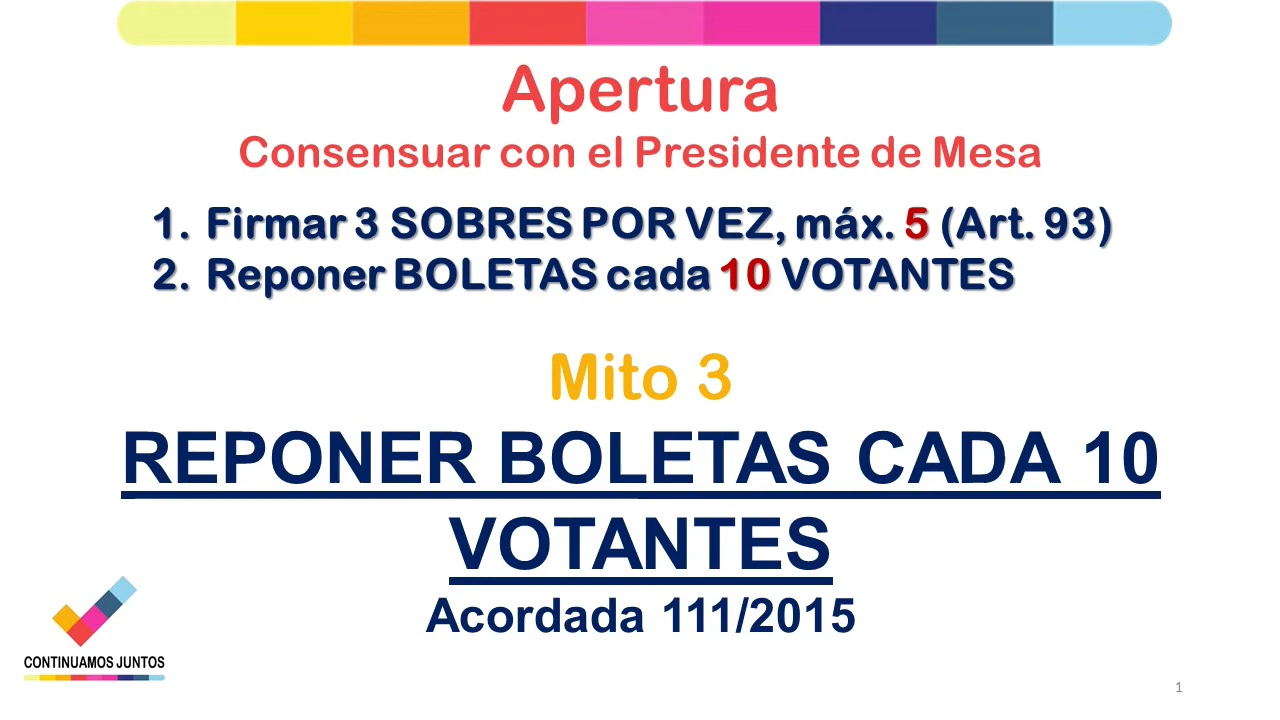 Apertura
Consensuar con el Presidente de Mesa
1. Firmar 3 SOBRES POR VEZ, máx. 5 (Art. 93)
2. Reponer BOLETAS cada 10 VOTANTES
Mito 3
REPONER BOLETAS CADA 10
VOTANTES
Acordada 111/2015
CONTINUAMOS JUNTOS
1